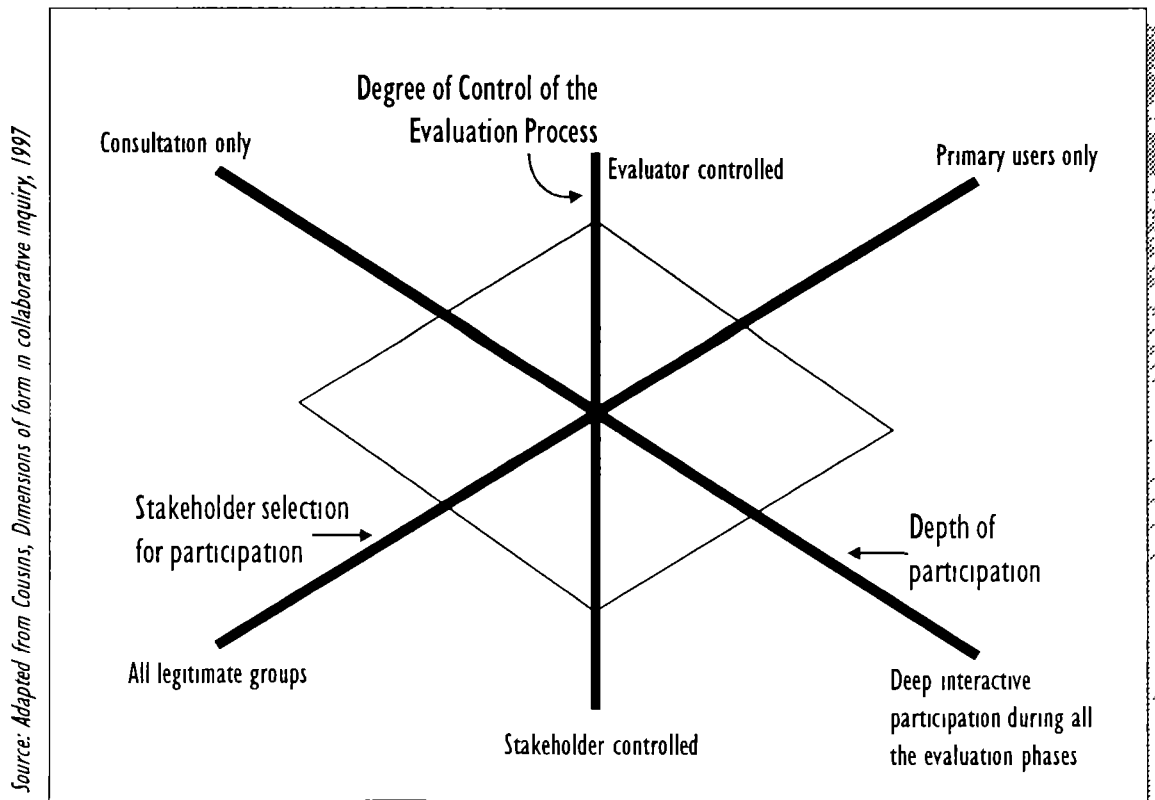 Source: Adapted from Cousins, Dimensions of form in collaborative inquiry, 1997
Degree of Control of the
Evaluation Process
Consultation only
Evaluator controlled
Primary users only
Stakeholder selection
for participation
Depth of
participation
All legitimate groups
Deep interactive
participation during all
the evaluation phases
Stakeholder controlled